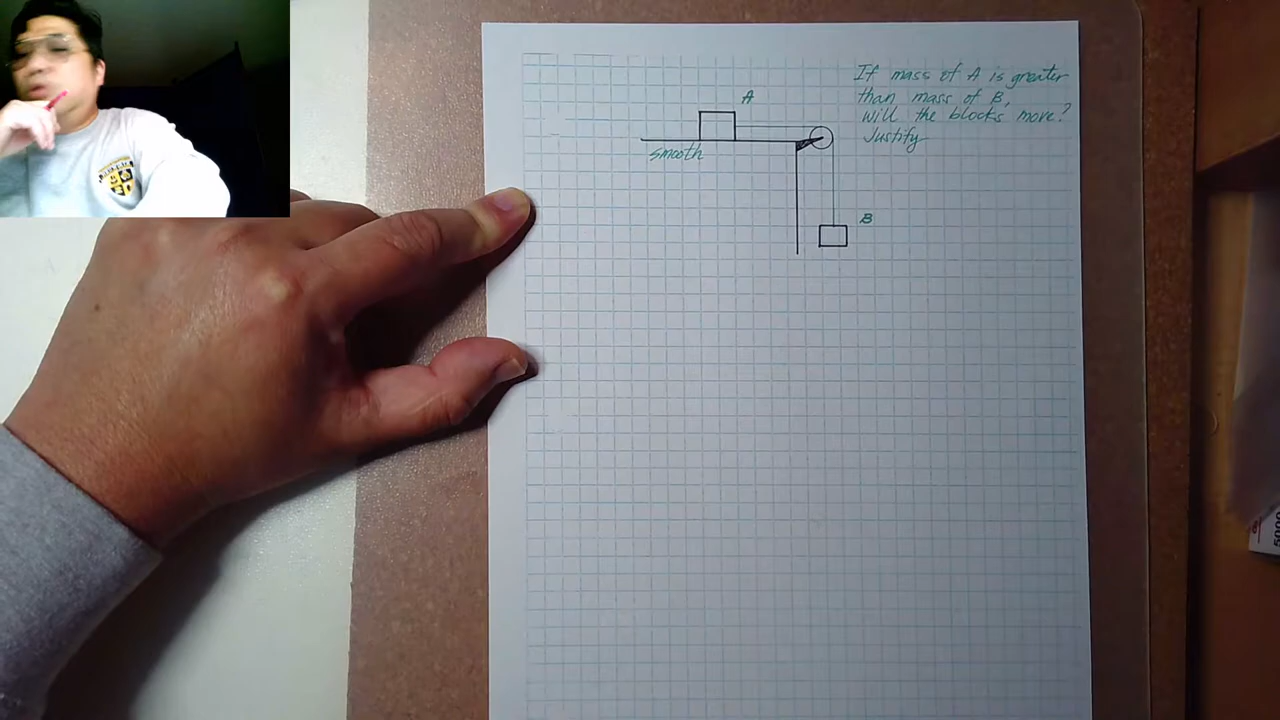 If mass of A is greater
than mass of B,
will the blocks move?
Justify
A
smooth
B